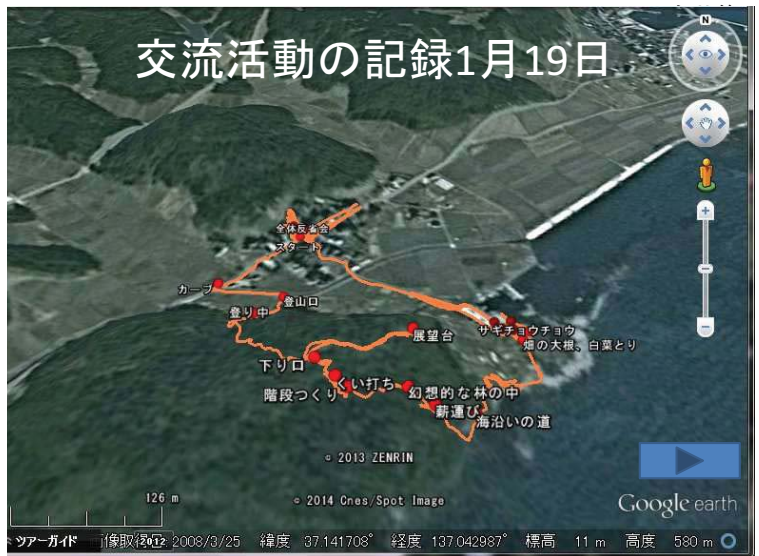 交流活動の記録1月19日
N
全体反省会
スタート
カーブ
登山口
登り中
展望台
サギチョウチョウ
畑の大根、白菜とり
下り口
くい打ち
階段つくり
幻想的な林の中
薪運び
海沿いの道
© 2013 ZENRIN
126 m
© 2014 Cnes/Spot Image
Google earth
ツアーガイド
2012
2008/3/25 緯度 37.141708° 経度 137.042987° 標高 11 m 高度 580 m